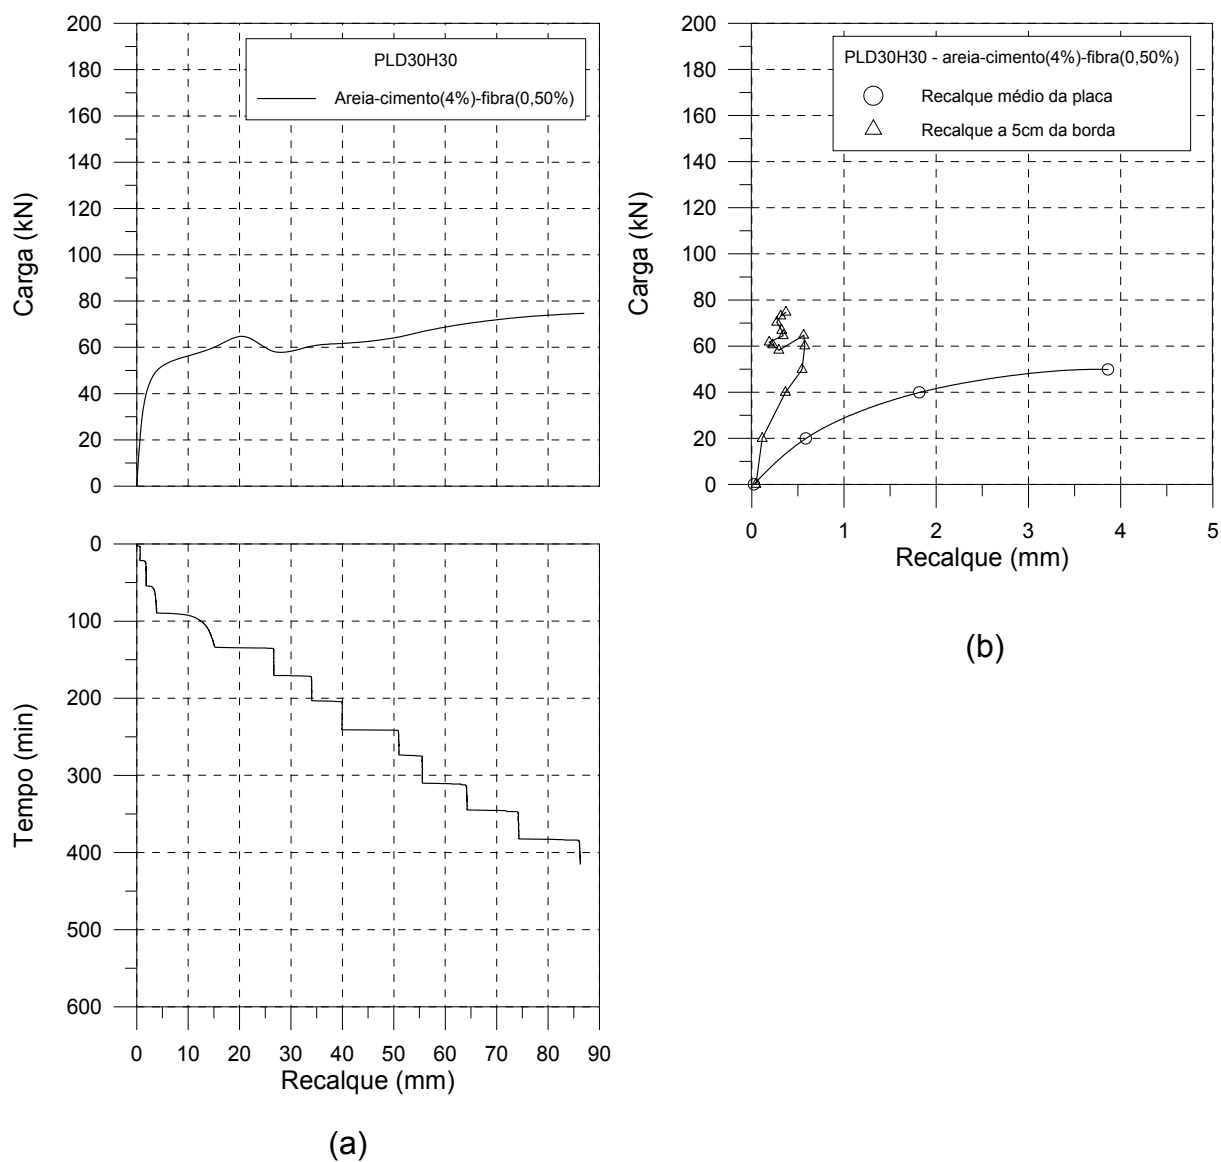 200
180
160
140
120
100
80
60
40
20
0
Carga (kN)
PLD30H30
Areia-cimento(4%)-fibra(0,50%)
0
100
200
300
400
500
600
Tempo (min)
0 10 20 30 40 50 60 70 80 90
Recalque (mm)
(a)
200
180
160
140
120
100
80
60
40
20
0
Carga (kN)
PLD30H30 - areia-cimento(4%)-fibra(0,50%)
Recalque médio da placa
Recalque a 5cm da borda
0 1 2 3 4 5
Recalque (mm)
(b)